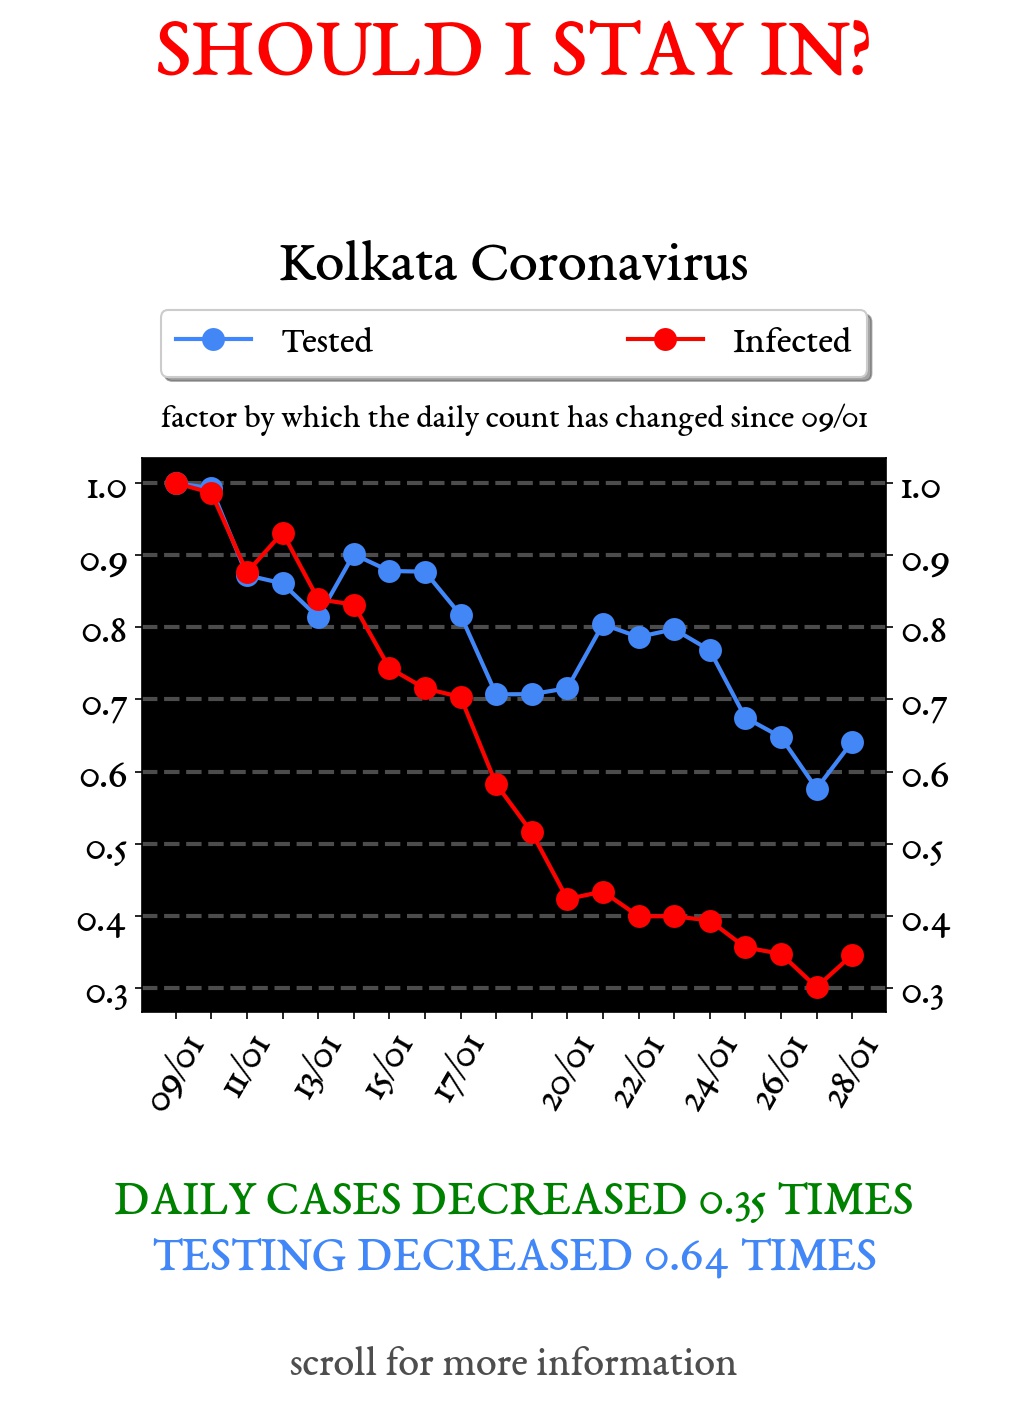 SHOULD I STAY IN?
Kolkata Coronavirus
Tested Infected
factor by which the daily count has changed since 09/01
1.0 1.0
0.9 0.9
0.8 0.8
0.7 0.7
0.6 0.6
0.5 0.5
0.4 0.4
0.3 0.3
09/01 11/01 13/01 15/01 17/01 20/01 22/01 24/01 26/01 28/01
DAILY CASES DECREASED 0.35 TIMES
TESTING DECREASED 0.64 TIMES
scroll for more information